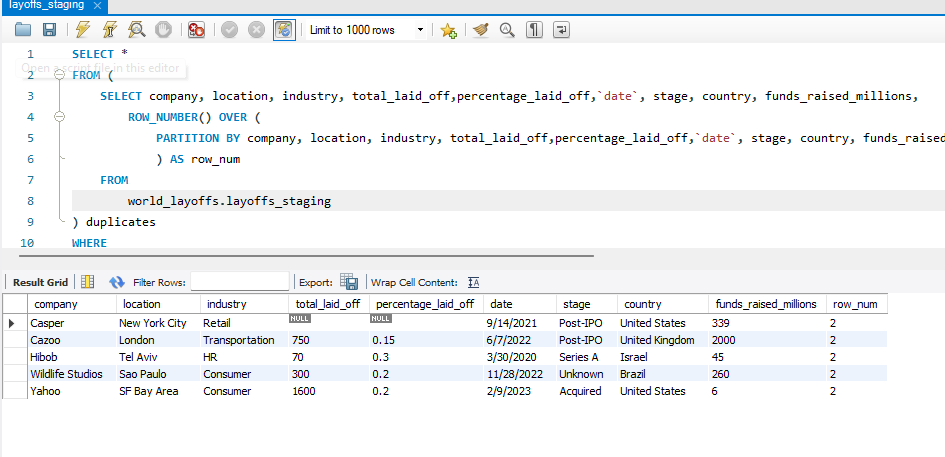 layoffs_staging
Limit to 1000 rows
1 SELECT *
Open a script file in this editor
2 FROM (
3 SELECT company, location, industry, total_laid_off,percentage_laid_off,`date`, stage, country, funds_raised_millions,
4 ROW_NUMBER() OVER (
5 PARTITION BY company, location, industry, total_laid_off,percentage_laid_off,`date`, stage, country, funds_raised
6 ) AS row_num
7 FROM
8 world_layoffs.layoffs_staging
9 ) duplicates
10 WHERE
Result Grid Filter Rows: Export: Wrap Cell Content:
company location industry total_laid_off percentage_laid_off date stage country funds_raised_millions row_num
Casper New York City Retail NULL NULL 9/14/2021 Post-IPO United States 339 2
Cazoo London Transportation 750 0.15 6/7/2022 Post-IPO United Kingdom 2000 2
Hibob Tel Aviv HR 70 0.3 3/30/2020 Series A Israel 45 2
Wildlife Studios Sao Paulo Consumer 300 0.2 11/28/2022 Unknown Brazil 260 2
Yahoo SF Bay Area Consumer 1600 0.2 2/9/2023 Acquired United States 6 2